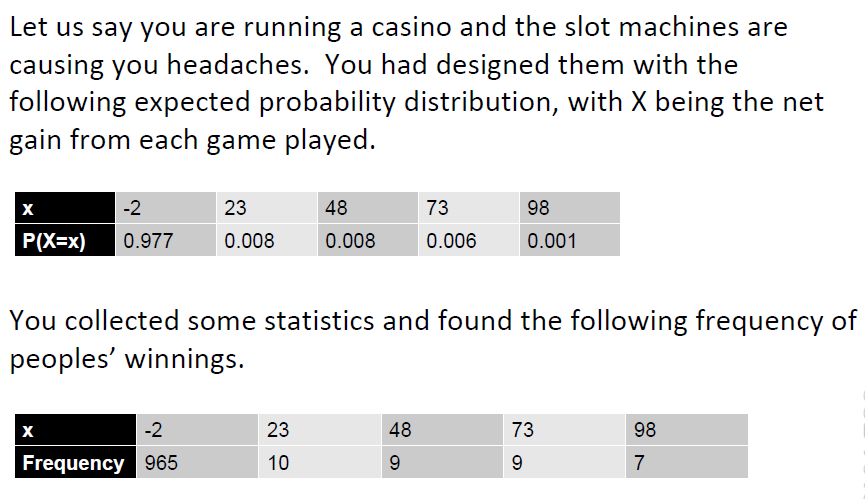 Let us say you are running a casino and the slot machines are
causing you headaches. You had designed them with the
following expected probability distribution, with X being the net
gain from each game played.
x -2 23 48 73 98
P(X=x) 0.977 0.008 0.008 0.006 0.001
You collected some statistics and found the following frequency of
peoples’ winnings.
x -2 23 48 73 98
Frequency 965 10 9 9 7